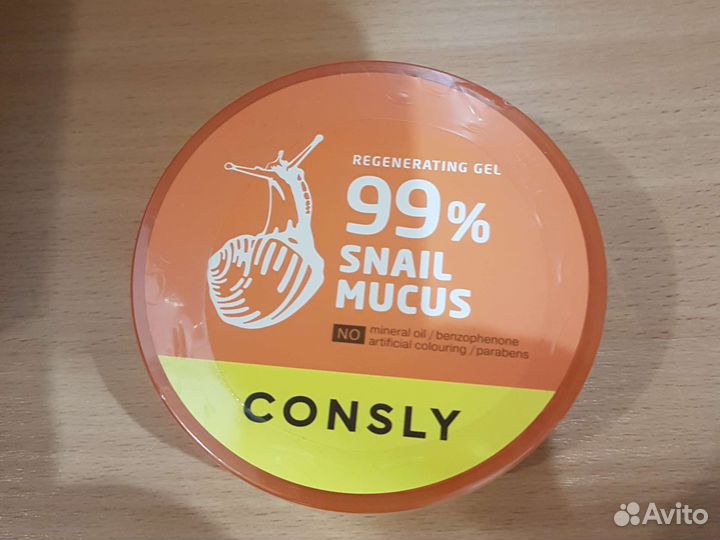 REGENERATING GEL
99%
SNAIL
MUCUS
NO mineral oil / benzophenone
artificial colouring / parabens
CONSLY
Avito